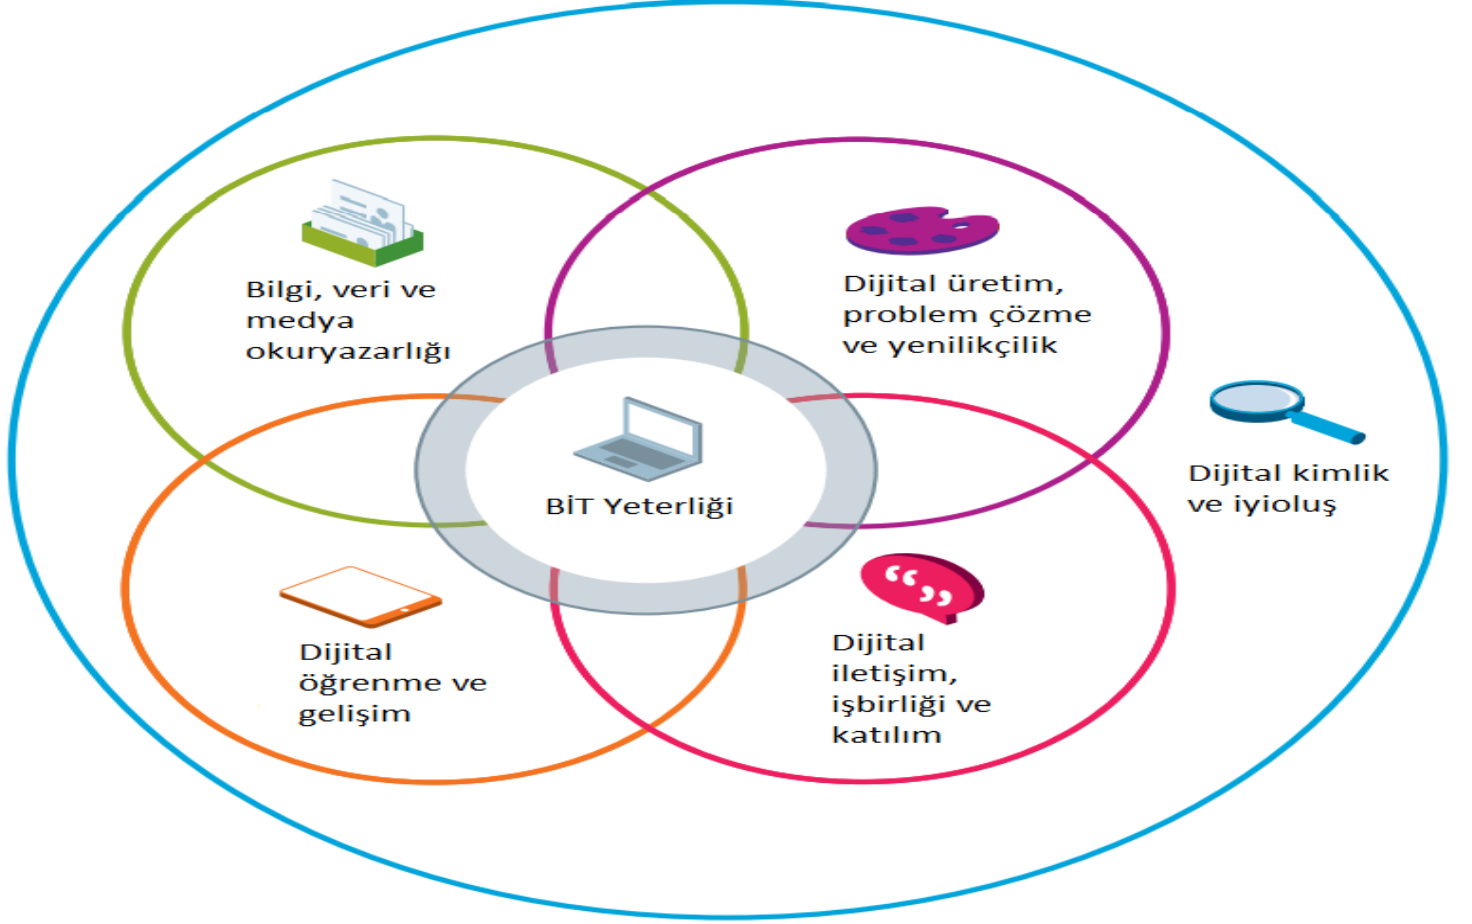 Bilgi, veri ve
medya
okuryazarlığı
Dijital üretim,
problem çözme
ve yenilikçilik
BİT Yeterliği
Dijital kimlik
ve iyioluş
Dijital
öğrenme ve
gelişim
Dijital
iletişim,
işbirliği ve
katılım